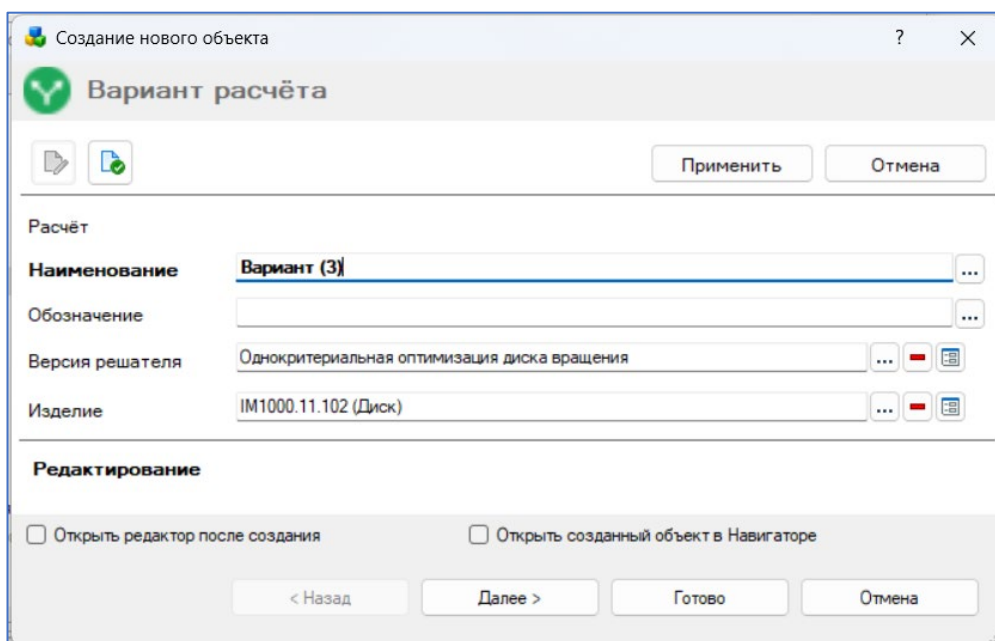 Создание нового объекта ? ×
Вариант расчёта
Применить Отмена
Расчёт
Наименование Вариант (3) ...
Обозначение ...
Версия решателя Однокритериальная оптимизация диска вращения ...
Изделие IM1000.11.102 (Диск) ...
Редактирование
Открыть редактор после создания Открыть созданный объект в Навигаторе
< Назад Далее > Готово Отмена